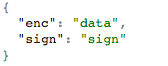 {
"enc": "data",
"sign": "sign"
}